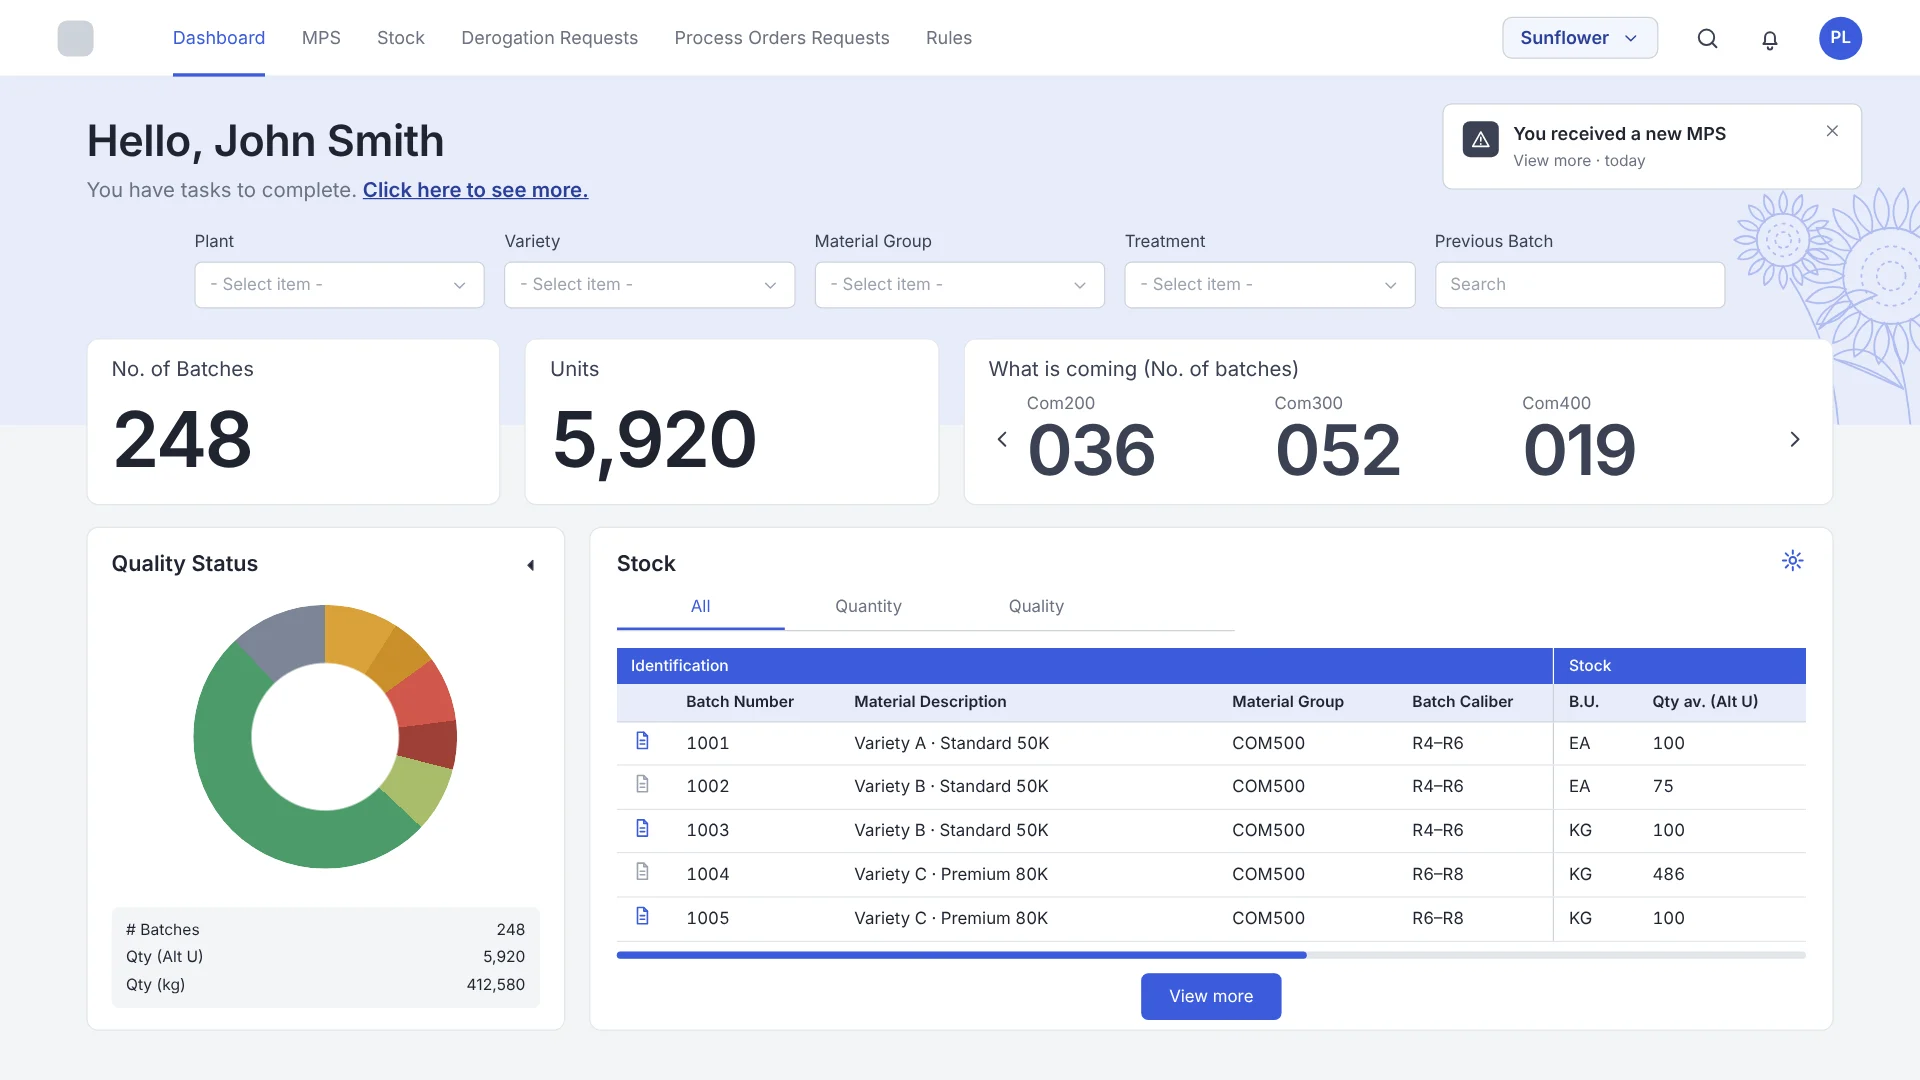 Dashboard MPS Stock Derogation Requests Process Orders Requests Rules Sunflower PL
Hello, John Smith
You have tasks to complete. Click here to see more.
You received a new MPS
View more · today
Plant Variety Material Group Treatment Previous Batch
- Select item - - Select item - - Select item - - Select item - Search
No. of Batches
248
Units
5,920
What is coming (No. of batches)
Com200 Com300 Com400
036 052 019
Quality Status
# Batches 248
Qty (Alt U) 5,920
Qty (kg) 412,580
Stock
All Quantity Quality
Identification Stock
Batch Number Material Description Material Group Batch Caliber B.U. Qty av. (Alt U)
1001 Variety A · Standard 50K COM500 R4–R6 EA 100
1002 Variety B · Standard 50K COM500 R4–R6 EA 75
1003 Variety B · Standard 50K COM500 R4–R6 KG 100
1004 Variety C · Premium 80K COM500 R6–R8 KG 486
1005 Variety C · Premium 80K COM500 R6–R8 KG 100
View more